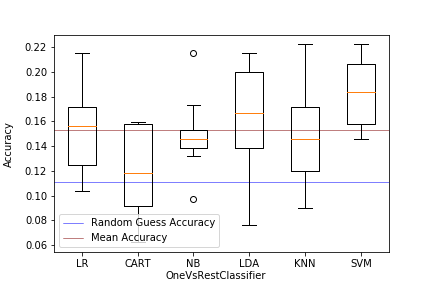 0.22
0.20
0.18
0.16
0.14
0.12
0.10
0.08
0.06
Accuracy
Random Guess Accuracy
Mean Accuracy
LR CART NB LDA KNN SVM
OneVsRestClassifier